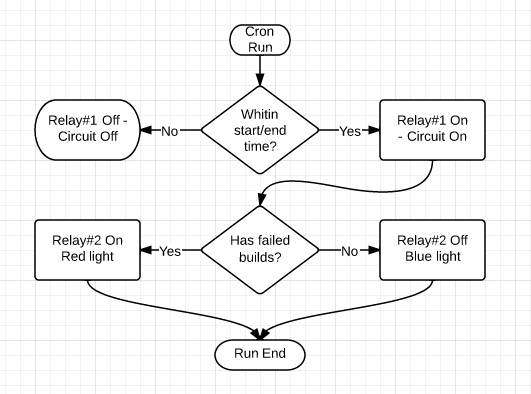 Cron
Run
Relay#1 Off -
Circuit Off
No
Whitin
start/end
time?
Yes
Relay#1 On
- Circuit On
Relay#2 On
Red light
Yes
Has failed
builds?
No
Relay#2 Off
Blue light
Run End